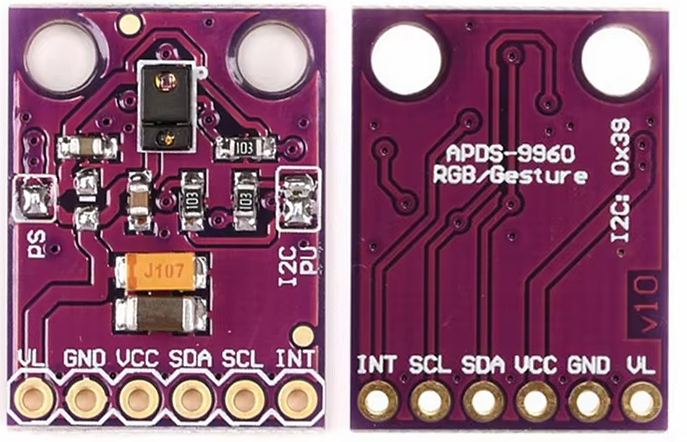 103
103
103
PS
I2C
PU
J107
VL GND VCC SDA SCL INT
APDS-9960
RGB/Gesture
I2C: 0x39
v10
INT SCL SDA VCC GND VL